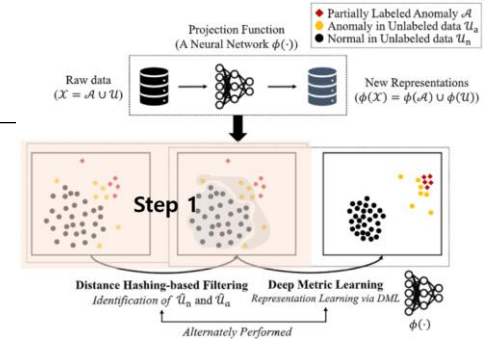 Partially Labeled Anomaly 𝒜
Anomaly in Unlabeled data 𝒰ₐ
Normal in Unlabeled data 𝒰ₙ
Projection Function
(A Neural Network ϕ(·))
Raw data
(𝒳 = 𝒜 ∪ 𝒰)
New Representations
(ϕ(𝒳) = ϕ(𝒜) ∪ ϕ(𝒰))
Step 1
Distance Hashing-based Filtering
Identification of 𝒰̂ₙ and 𝒰̂ₐ
Deep Metric Learning
Representation Learning via DML
ϕ(·)
Alternately Performed